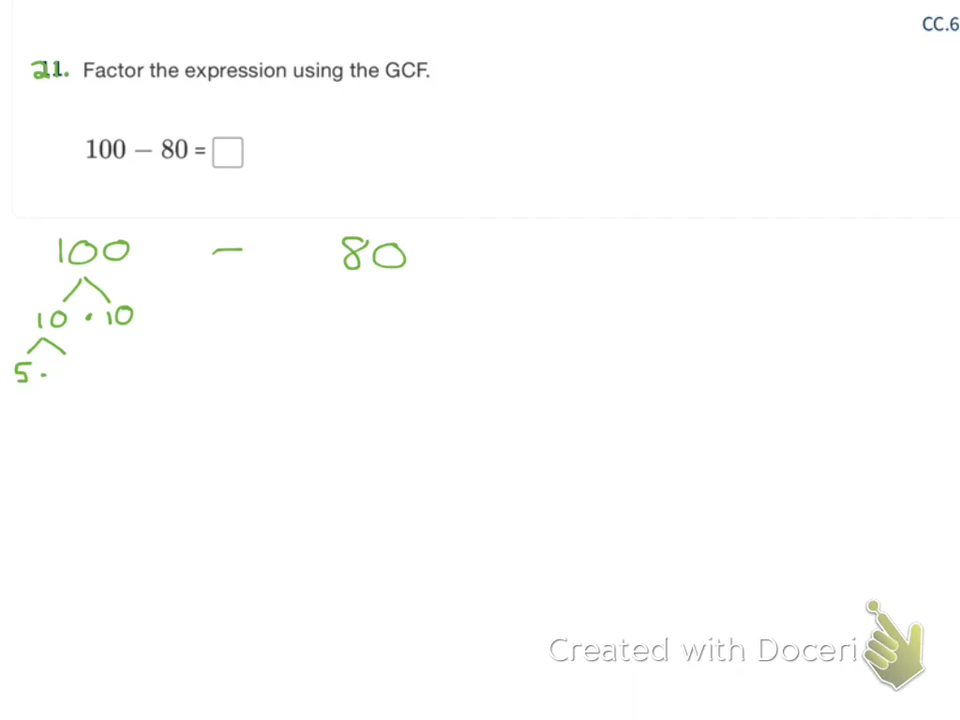 CC.6
21. Factor the expression using the GCF.
100 − 80 =
100 − 80
10 · 10
5 ·
Created with Doceri